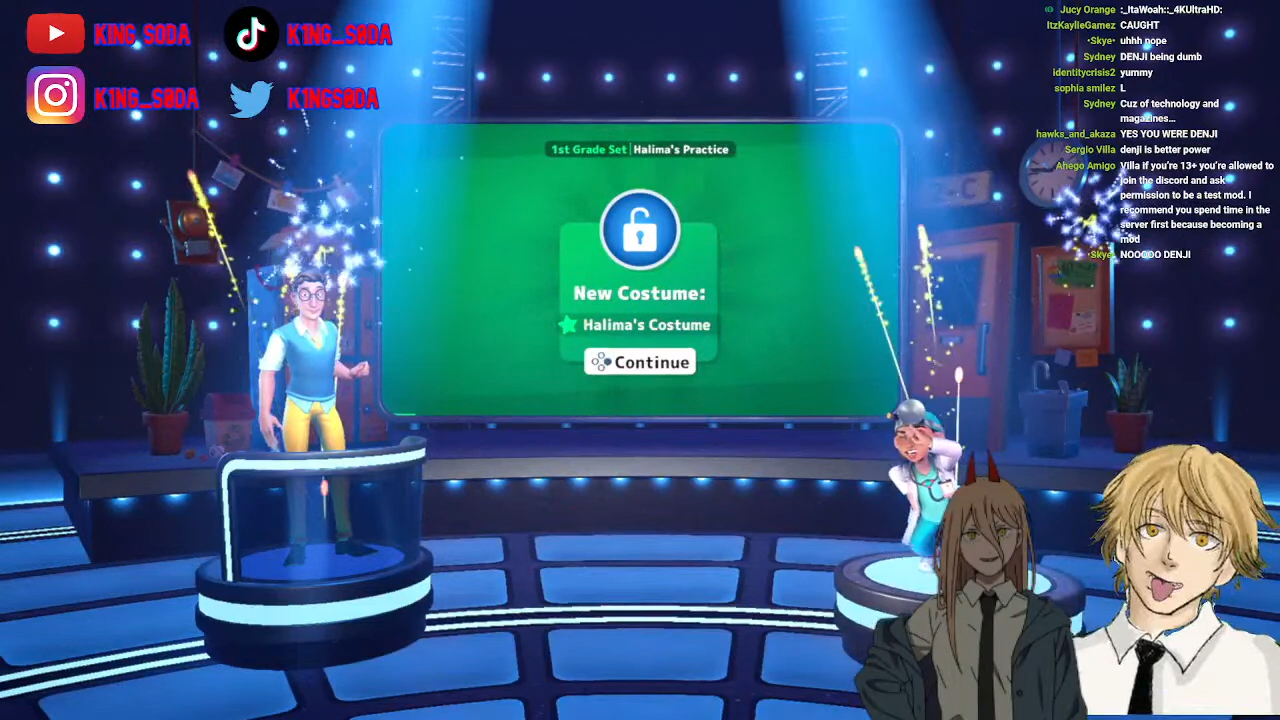 K1NG SODA
K1NG_S0DA
K1NG_S0DA
K1NGS0DA
1st Grade Set | Halima's Practice
New Costume:
Halima's Costume
Continue
Jucy Orange :_ItaWoah::_4KUltraHD:
ItzKaylieGamez CAUGHT
•Skye• uhhh nope
Sydney DENJI being dumb
identitycrisis2 yummy
sophia smilez L
Sydney Cuz of technology and
magazines...
hawks_and_akaza YES YOU WERE DENJI
Sergio Villa denji is better power
Ahego Amigo Villa if you're 13+ you're allowed
to join the discord and ask
permission to be a test mod. I
recommend you spend time in the
server first because becoming a
mod
•Skye• NOOOOO DENJI